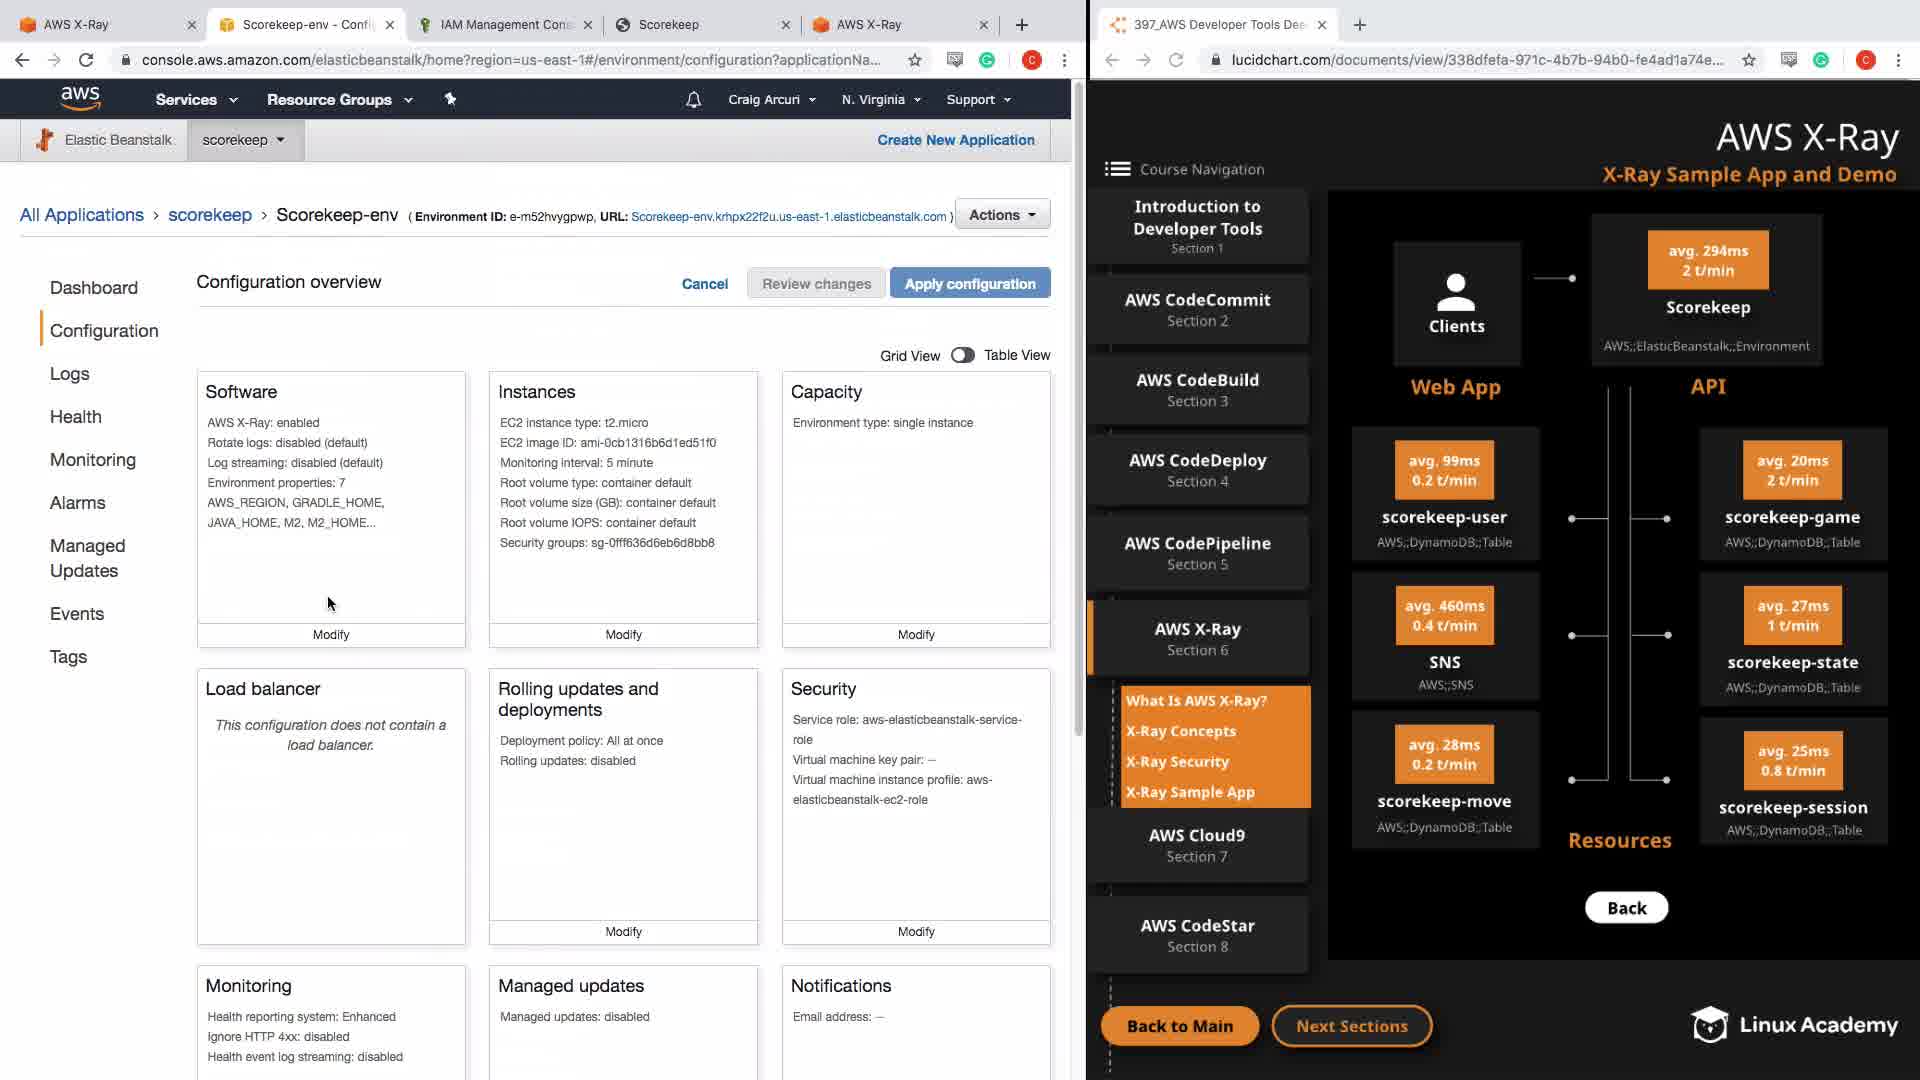 AWS X-Ray
Scorekeep-env - Confi
IAM Management Cons
Scorekeep
AWS X-Ray
console.aws.amazon.com/elasticbeanstalk/home?region=us-east-1#/environment/configuration?applicationNa...
C
aws
Services
Resource Groups
Craig Arcuri
N. Virginia
Support
Elastic Beanstalk
scorekeep
Create New Application
All Applications > scorekeep > Scorekeep-env ( Environment ID: e-m52hvygpwp, URL: Scorekeep-env.krhpx22f2u.us-east-1.elasticbeanstalk.com )
Actions
Dashboard
Configuration
Logs
Health
Monitoring
Alarms
Managed
Updates
Events
Tags
Configuration overview
Cancel
Review changes
Apply configuration
Grid View
Table View
Software
AWS X-Ray: enabled
Rotate logs: disabled (default)
Log streaming: disabled (default)
Environment properties: 7
AWS_REGION, GRADLE_HOME,
JAVA_HOME, M2, M2_HOME...
Modify
Instances
EC2 instance type: t2.micro
EC2 image ID: ami-0cb1316b6d1ed51f0
Monitoring interval: 5 minute
Root volume type: container default
Root volume size (GB): container default
Root volume IOPS: container default
Security groups: sg-0fff636d6eb6d8bb8
Modify
Capacity
Environment type: single instance
Modify
Load balancer
This configuration does not contain a
load balancer.
Rolling updates and
deployments
Deployment policy: All at once
Rolling updates: disabled
Modify
Security
Service role: aws-elasticbeanstalk-service-
role
Virtual machine key pair: --
Virtual machine instance profile: aws-
elasticbeanstalk-ec2-role
Modify
Monitoring
Health reporting system: Enhanced
Ignore HTTP 4xx: disabled
Health event log streaming: disabled
Managed updates
Managed updates: disabled
Notifications
Email address: --
397_AWS Developer Tools Dee
lucidchart.com/documents/view/338dfefa-971c-4b7b-94b0-fe4ad1a74e...
C
AWS X-Ray
X-Ray Sample App and Demo
Course Navigation
Introduction to
Developer Tools
Section 1
AWS CodeCommit
Section 2
AWS CodeBuild
Section 3
AWS CodeDeploy
Section 4
AWS CodePipeline
Section 5
AWS X-Ray
Section 6
What Is AWS X-Ray?
X-Ray Concepts
X-Ray Security
X-Ray Sample App
AWS Cloud9
Section 7
AWS CodeStar
Section 8
Clients
Web App
avg. 294ms
2 t/min
Scorekeep
AWS;;ElasticBeanstalk;;Environment
API
avg. 99ms
0.2 t/min
scorekeep-user
AWS;;DynamoDB;;Table
avg. 20ms
2 t/min
scorekeep-game
AWS;;DynamoDB;;Table
avg. 460ms
0.4 t/min
SNS
AWS;;SNS
avg. 27ms
1 t/min
scorekeep-state
AWS;;DynamoDB;;Table
avg. 28ms
0.2 t/min
scorekeep-move
AWS;;DynamoDB;;Table
avg. 25ms
0.8 t/min
scorekeep-session
AWS;;DynamoDB;;Table
Resources
Back
Back to Main
Next Sections
Linux Academy